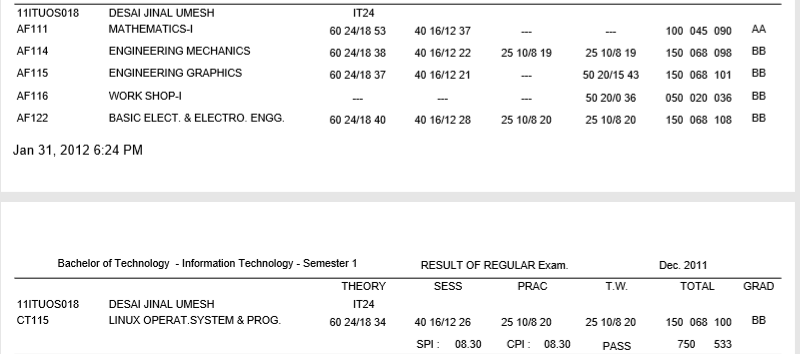 11ITUOS018 DESAI JINAL UMESH IT24
AF111 MATHEMATICS-I 60 24/18 53 40 16/12 37 --- --- 100 045 090 AA
AF114 ENGINEERING MECHANICS 60 24/18 38 40 16/12 22 25 10/8 19 25 10/8 19 150 068 098 BB
AF115 ENGINEERING GRAPHICS 60 24/18 37 40 16/12 21 --- 50 20/15 43 150 068 101 BB
AF116 WORK SHOP-I --- --- --- 50 20/0 36 050 020 036 BB
AF122 BASIC ELECT. & ELECTRO. ENGG. 60 24/18 40 40 16/12 28 25 10/8 20 25 10/8 20 150 068 108 BB
Jan 31, 2012 6:24 PM
Bachelor of Technology - Information Technology - Semester 1 RESULT OF REGULAR Exam. Dec. 2011
THEORY SESS PRAC T.W. TOTAL GRAD
11ITUOS018 DESAI JINAL UMESH IT24
CT115 LINUX OPERAT.SYSTEM & PROG. 60 24/18 34 40 16/12 26 25 10/8 20 25 10/8 20 150 068 100 BB
SPI : 08.30 CPI : 08.30 PASS 750 533